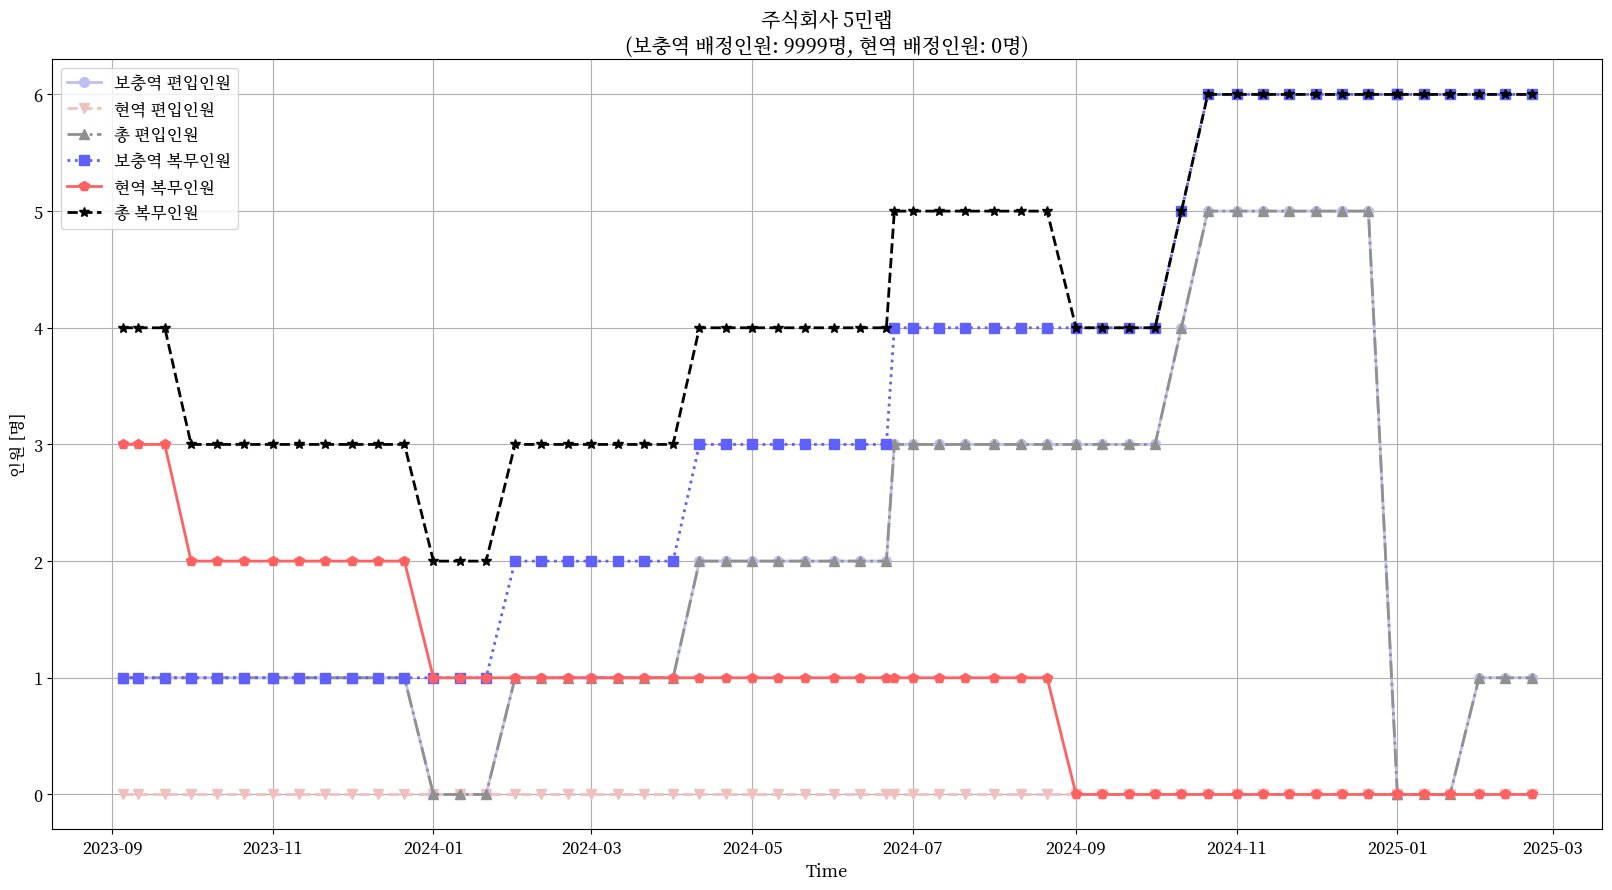 주식회사 5민랩
(보충역 배정인원: 9999명, 현역 배정인원: 0명)
보충역 편입인원
현역 편입인원
총 편입인원
보충역 복무인원
현역 복무인원
총 복무인원
인원 [명]
6
5
4
3
2
1
0
2023-09
2023-11
2024-01
2024-03
2024-05
2024-07
2024-09
2024-11
2025-01
2025-03
Time